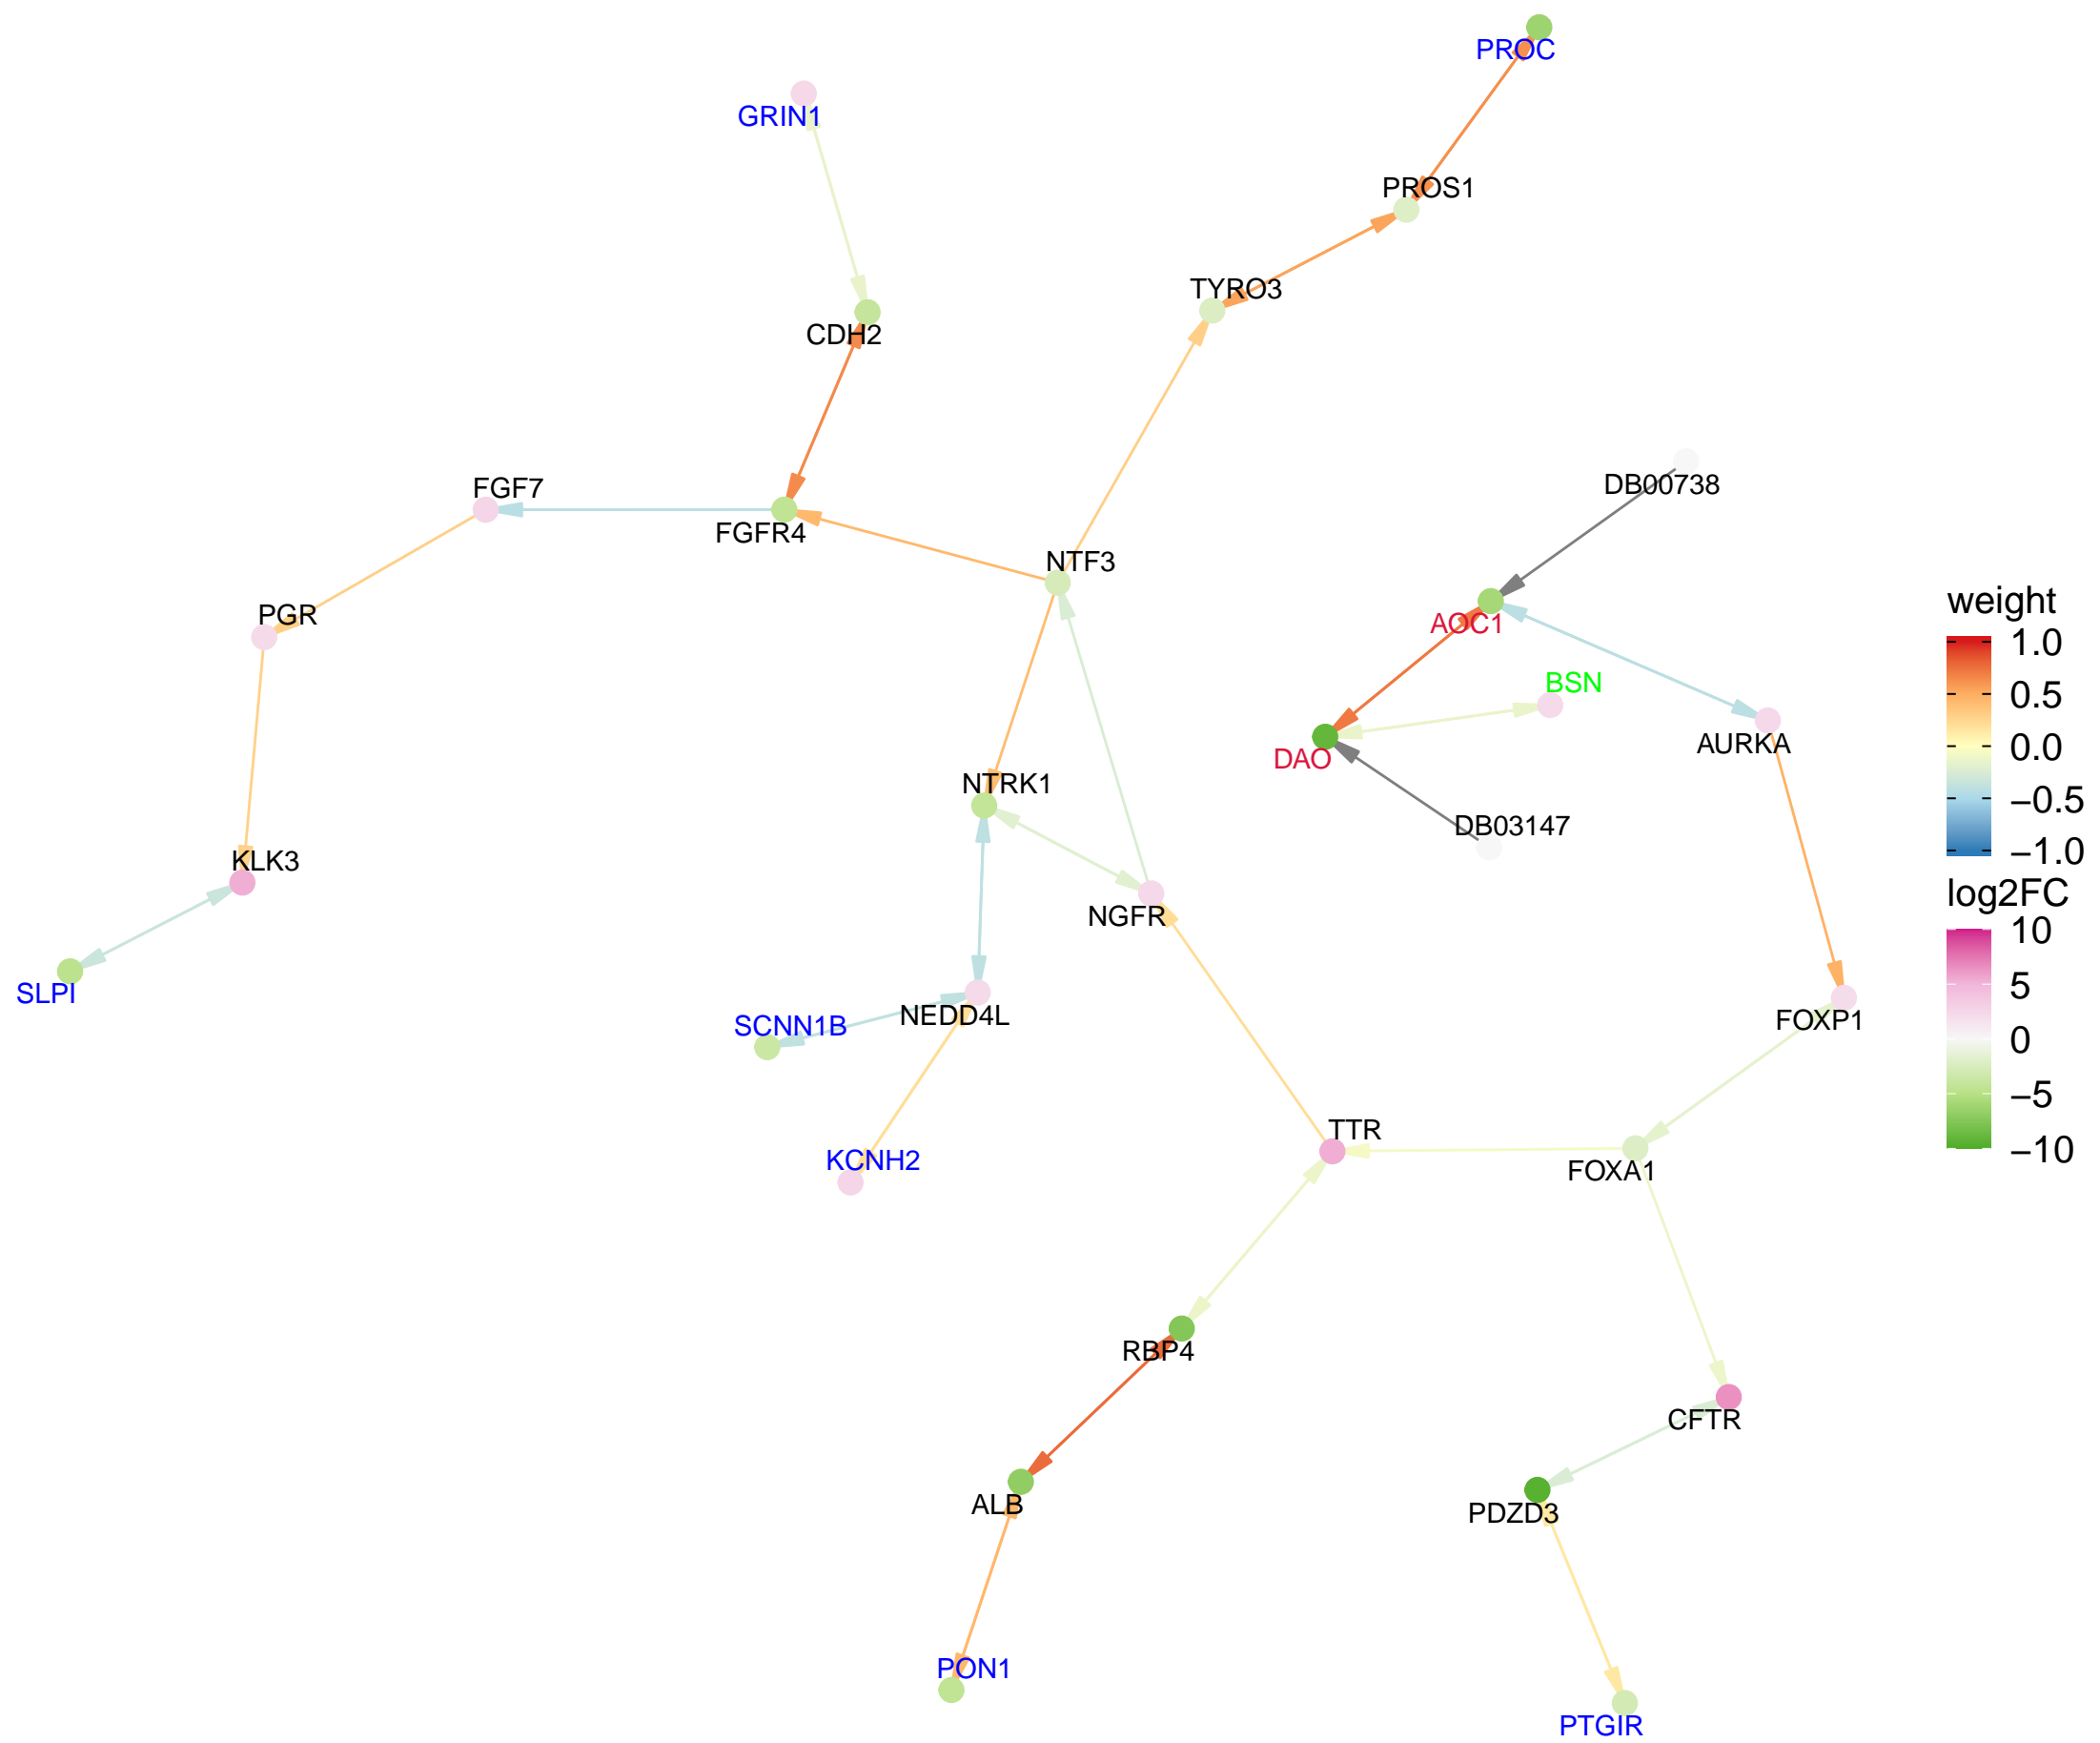 PROC
GRIN1
PROS1
TYRO3
CDH2
FGF7
DB00738
FGFR4
NTF3
weight
PGR
AOC1
1.0
BSN
0.5
AURKA
0.0
DAO
NTRK1
−0.5
DB03147
−1.0
KLK3
log2FC
NGFR
10
SLPI
5
SCNN1B
NEDD4L
FOXP1
0
−5
TTR
−10
KCNH2
FOXA1
RBP4
CFTR
ALB
PDZD3
PON1
PTGIR